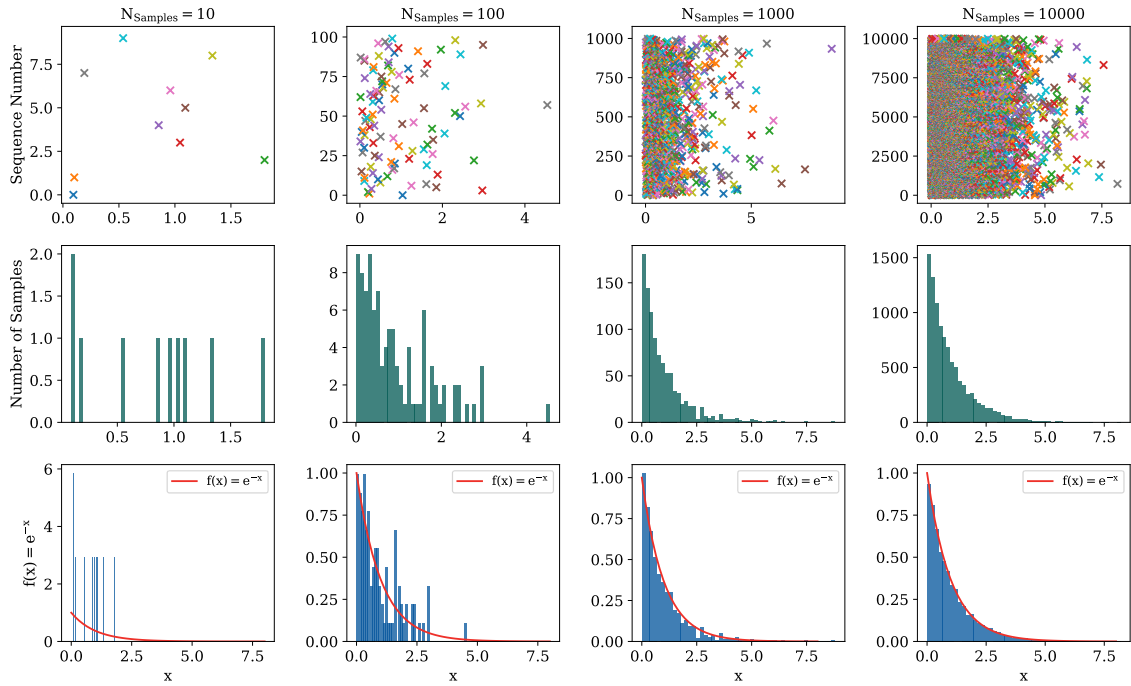 N_Samples = 10
N_Samples = 100
N_Samples = 1000
N_Samples = 10000
Sequence Number
7.5
5.0
2.5
0.0
0.0 0.5 1.0 1.5
100
75
50
25
0
0 2 4
1000
750
500
250
0
0 5
10000
7500
5000
2500
0
0.0 2.5 5.0 7.5
Number of Samples
2.0
1.5
1.0
0.5
0.0
0.5 1.0 1.5
8
6
4
2
0
0 2 4
150
100
50
0
0.0 2.5 5.0 7.5
1500
1000
500
0
0.0 2.5 5.0 7.5
f(x) = e^{-x}
6
4
2
0
f(x) = e^{-x}
0.0 2.5 5.0 7.5
x
1.00
0.75
0.50
0.25
0.00
f(x) = e^{-x}
0.0 2.5 5.0 7.5
x
1.00
0.75
0.50
0.25
0.00
f(x) = e^{-x}
0.0 2.5 5.0 7.5
x
1.00
0.75
0.50
0.25
0.00
f(x) = e^{-x}
0.0 2.5 5.0 7.5
x